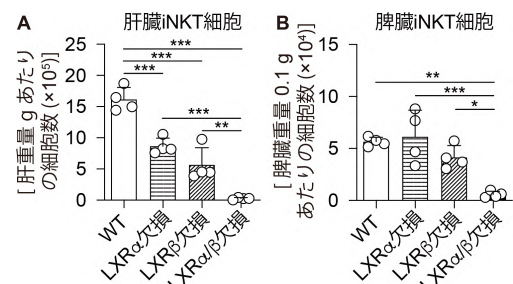 A 肝臓iNKT細胞
[ 肝重量 g あたり
の細胞数 (×10⁵)]
25
20
15
10
5
0
***
***
***
***
**
WT
LXRα欠損
LXRβ欠損
LXRα/β欠損
B 脾臓iNKT細胞
[ 脾臓重量 0.1 g
あたりの細胞数 (×10⁴)]
15
10
5
0
**
***
*
WT
LXRα欠損
LXRβ欠損
LXRα/β欠損